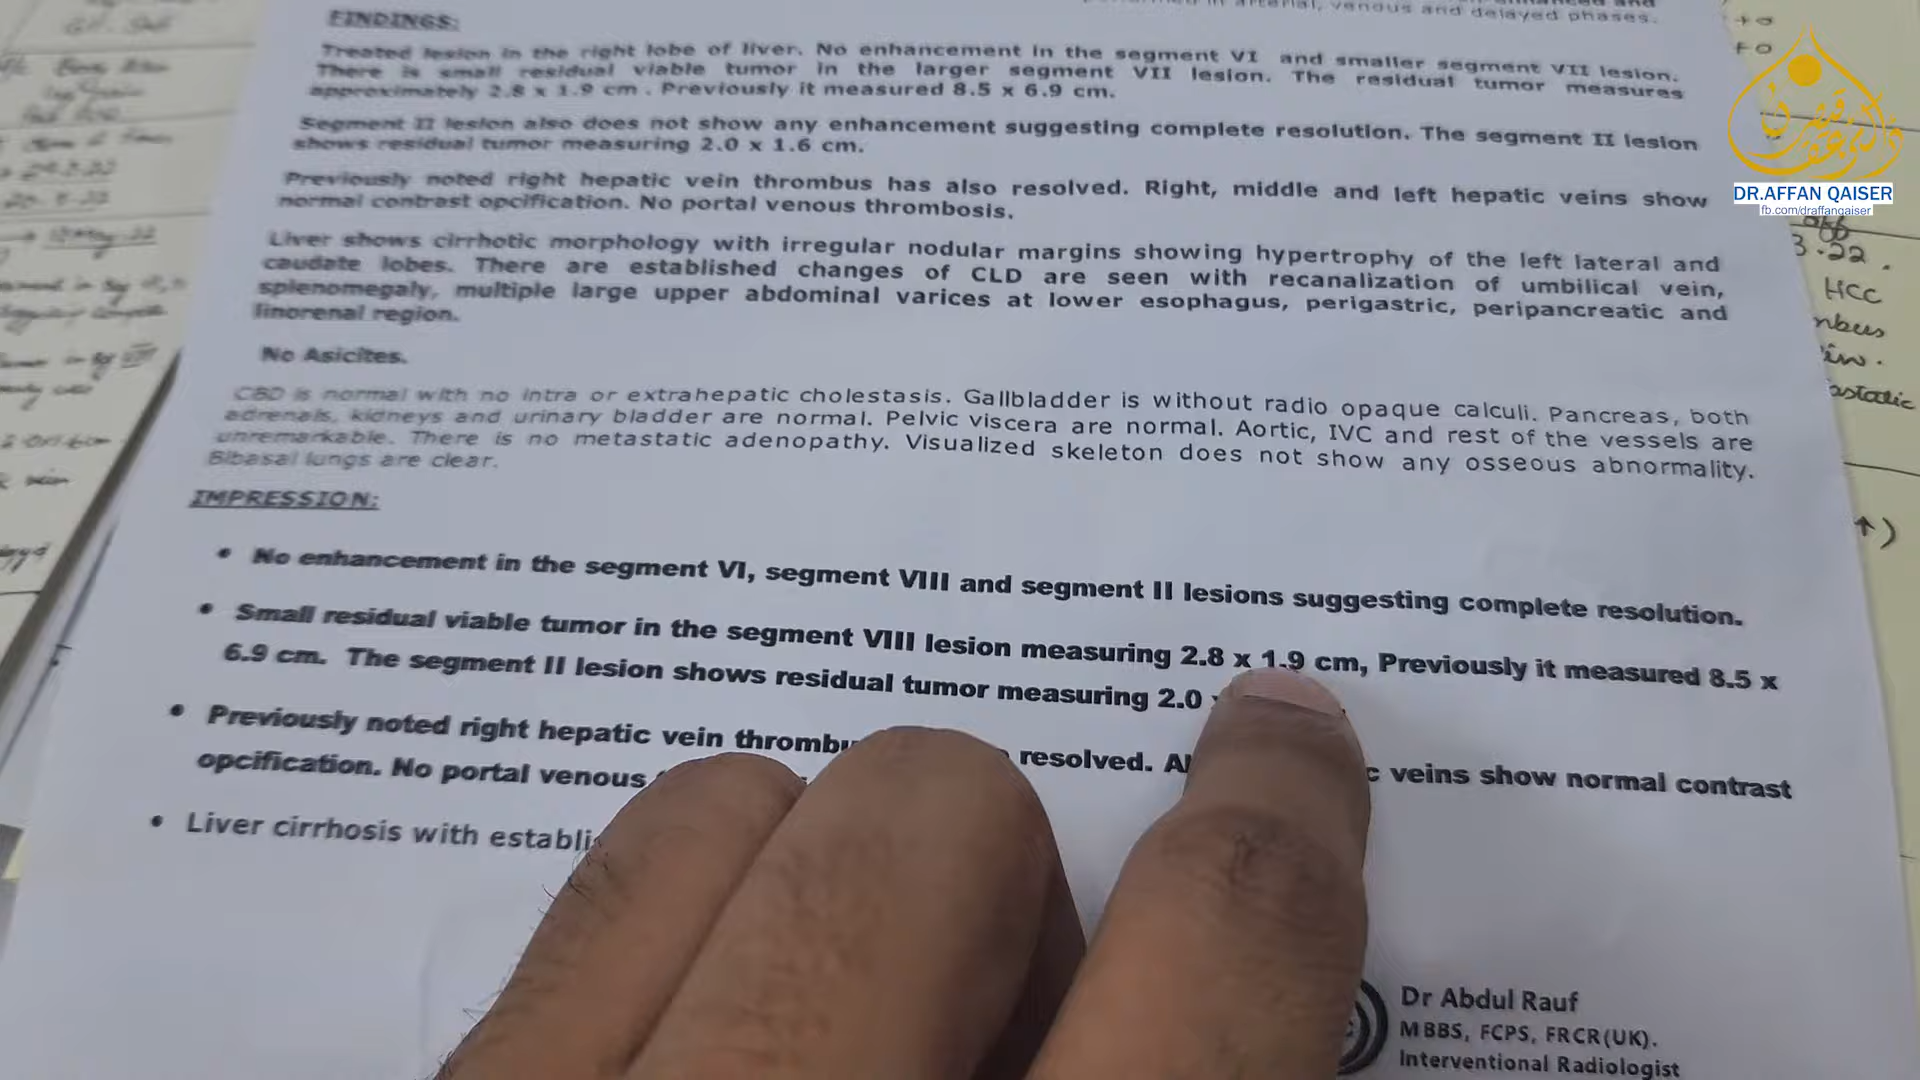 performed in arterial, venous and delayed phases.
FINDINGS:
Treated lesion in the right lobe of liver. No enhancement in the segment VI and smaller segment VII lesion.
There is small residual viable tumor in the larger segment VII lesion. The residual tumor measures
approximately 2.8 x 1.9 cm . Previously it measured 8.5 x 6.9 cm.
Segment II lesion also does not show any enhancement suggesting complete resolution. The segment II lesion
shows residual tumor measuring 2.0 x 1.6 cm.
Previously noted right hepatic vein thrombus has also resolved. Right, middle and left hepatic veins show
normal contrast opcification. No portal venous thrombosis.
Liver shows cirrhotic morphology with irregular nodular margins showing hypertrophy of the left lateral and
caudate lobes. There are established changes of CLD are seen with recanalization of umbilical vein,
splenomegaly, multiple large upper abdominal varices at lower esophagus, perigastric, peripancreatic and
linorenal region.
No Asicites.
CBD is normal with no intra or extrahepatic cholestasis. Gallbladder is without radio opaque calculi. Pancreas, both
adrenals, kidneys and urinary bladder are normal. Pelvic viscera are normal. Aortic, IVC and rest of the vessels are
unremarkable. There is no metastatic adenopathy. Visualized skeleton does not show any osseous abnormality.
Bibasal lungs are clear.
IMPRESSION:
• No enhancement in the segment VI, segment VIII and segment II lesions suggesting complete resolution.
• Small residual viable tumor in the segment VIII lesion measuring 2.8 x 1.9 cm, Previously it measured 8.5 x
6.9 cm. The segment II lesion shows residual tumor measuring 2.0
• Previously noted right hepatic vein thrombu resolved. Al c veins show normal contrast
opcification. No portal venous
• Liver cirrhosis with establi
Dr Abdul Rauf
MBBS, FCPS, FRCR(UK).
Interventional Radiologist
DR.AFFAN QAISER
fb.com/draffanqaiser
3.22.
HCC
astatic
↑)